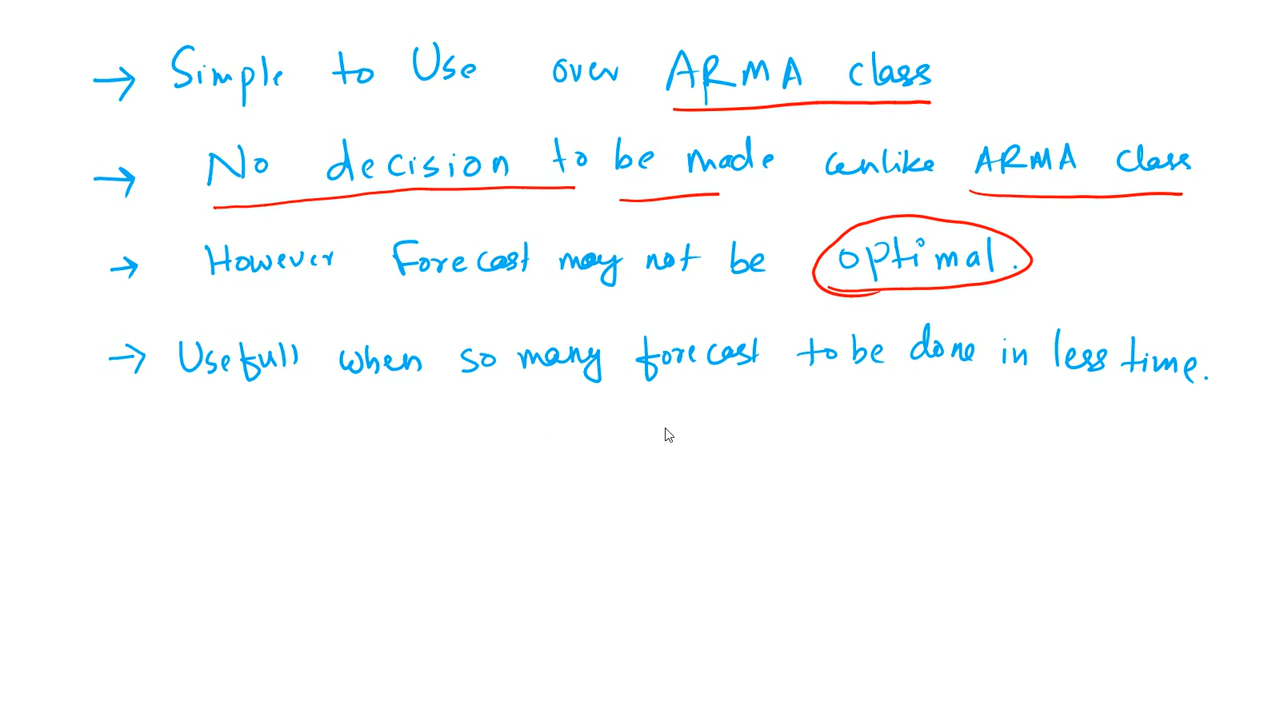 → Simple to Use over ARMA class
→ No decision to be made unlike ARMA class
→ However Forecast may not be optimal.
→ Usefull when so many forecast to be done in less time.